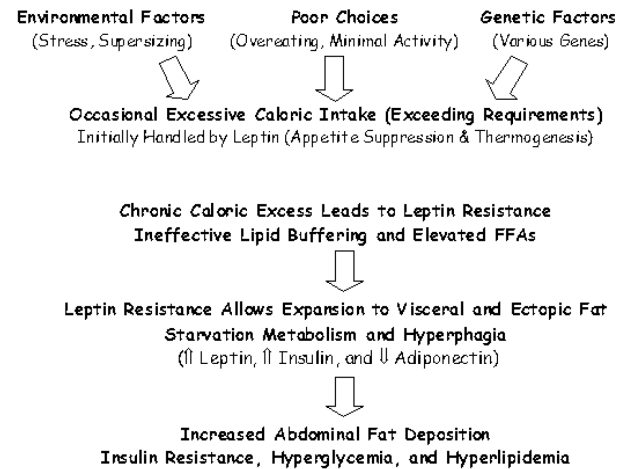 Environmental Factors Poor Choices Genetic Factors
(Stress, Supersizing) (Overeating, Minimal Activity) (Various Genes)
Occasional Excessive Caloric Intake (Exceeding Requirements)
Initially Handled by Leptin (Appetite Suppression & Thermogenesis)
Chronic Caloric Excess Leads to Leptin Resistance
Ineffective Lipid Buffering and Elevated FFAs
Leptin Resistance Allows Expansion to Visceral and Ectopic Fat
Starvation Metabolism and Hyperphagia
(⇑ Leptin, ⇑ Insulin, and ⇓ Adiponectin)
Increased Abdominal Fat Deposition
Insulin Resistance, Hyperglycemia, and Hyperlipidemia